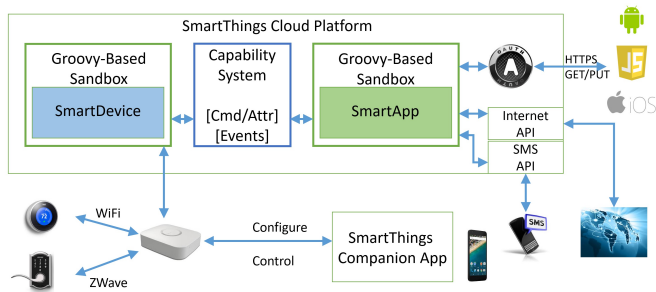 SmartThings Cloud Platform
Groovy-Based
Sandbox
SmartDevice
Capability
System
[Cmd/Attr]
[Events]
Groovy-Based
Sandbox
SmartApp
OAUTH
A
HTTPS
GET/PUT
JS
iOS
Internet
API
SMS
API
WiFi
ZWave
Configure
Control
SmartThings
Companion App
SMS